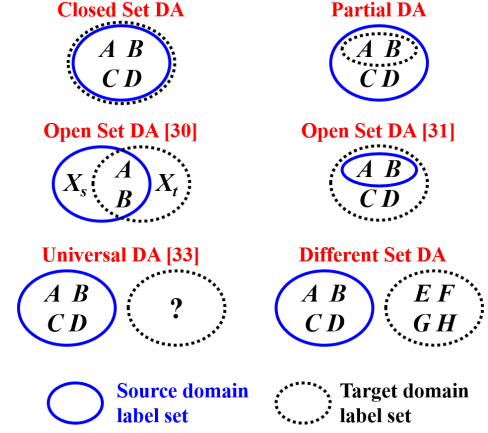 Closed Set DA
Partial DA
A B
C D
A B
C D
Open Set DA [30]
Open Set DA [31]
Xs
A
B
Xt
A B
C D
Universal DA [33]
Different Set DA
A B
C D
?
A B
C D
E F
G H
Source domain
label set
Target domain
label set